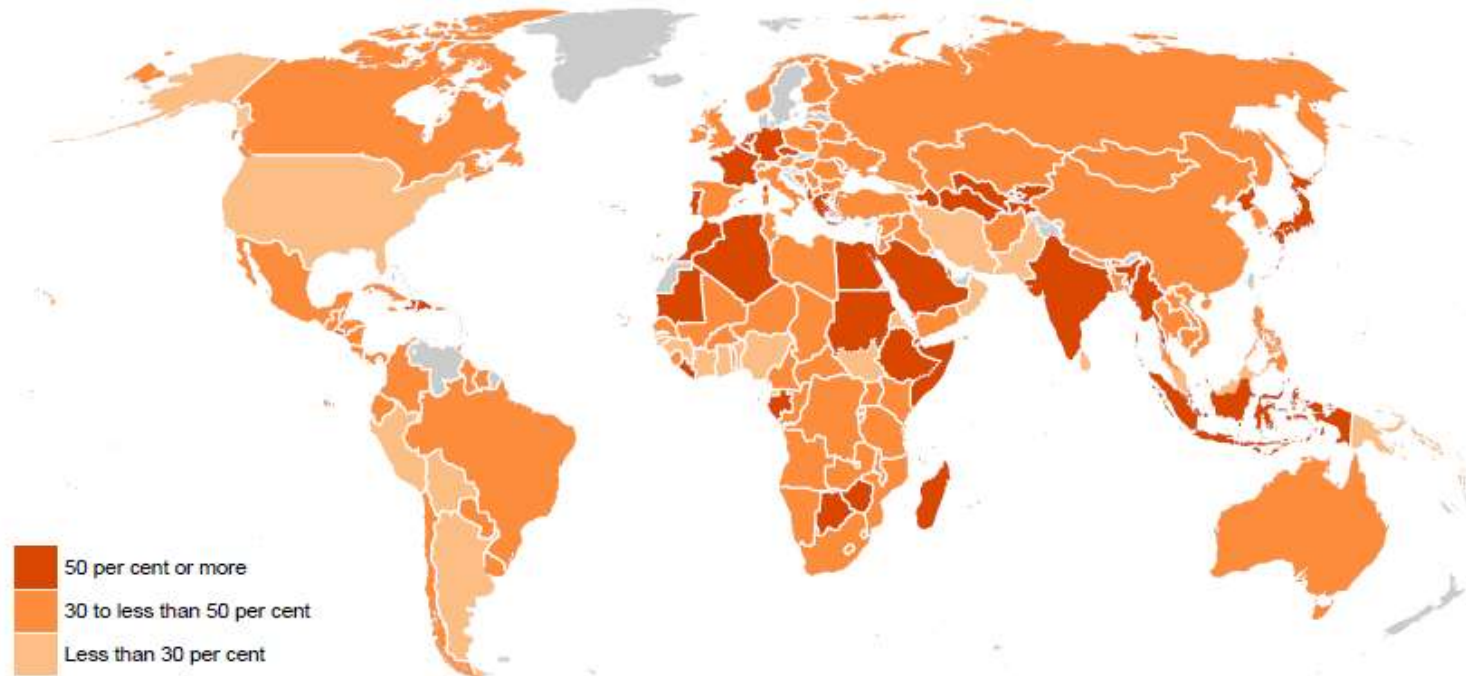 50 per cent or more
30 to less than 50 per cent
Less than 30 per cent